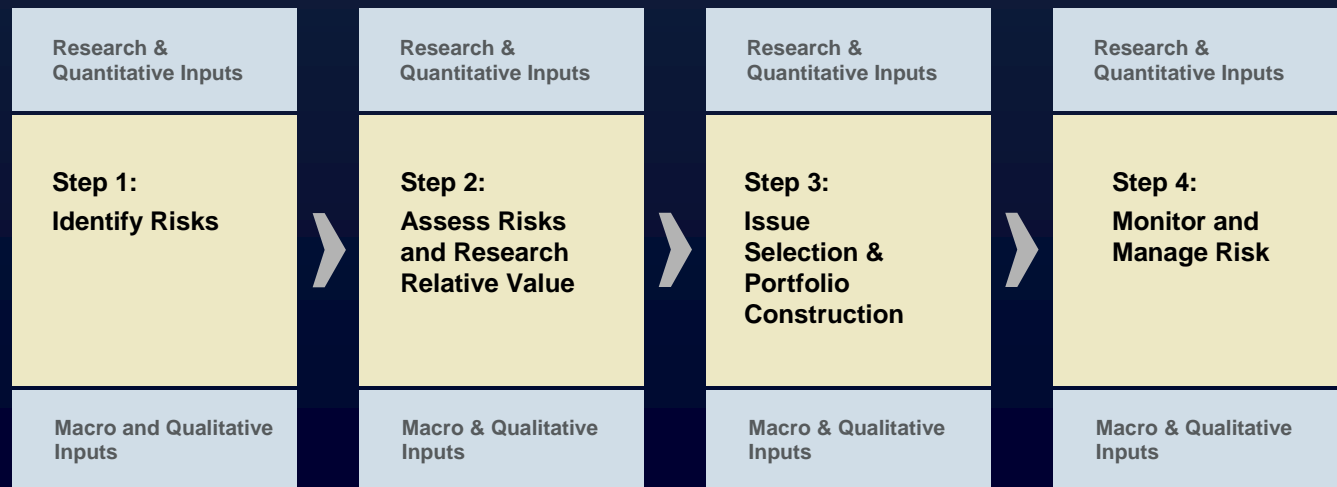 Research &
Quantitative Inputs
Research &
Quantitative Inputs
Research &
Quantitative Inputs
Research &
Quantitative Inputs
Step 1:
Identify Risks
Step 2:
Assess Risks
and Research
Relative Value
Step 3:
Issue
Selection &
Portfolio
Construction
Step 4:
Monitor and
Manage Risk
Macro and Qualitative
Inputs
Macro & Qualitative
Inputs
Macro & Qualitative
Inputs
Macro & Qualitative
Inputs